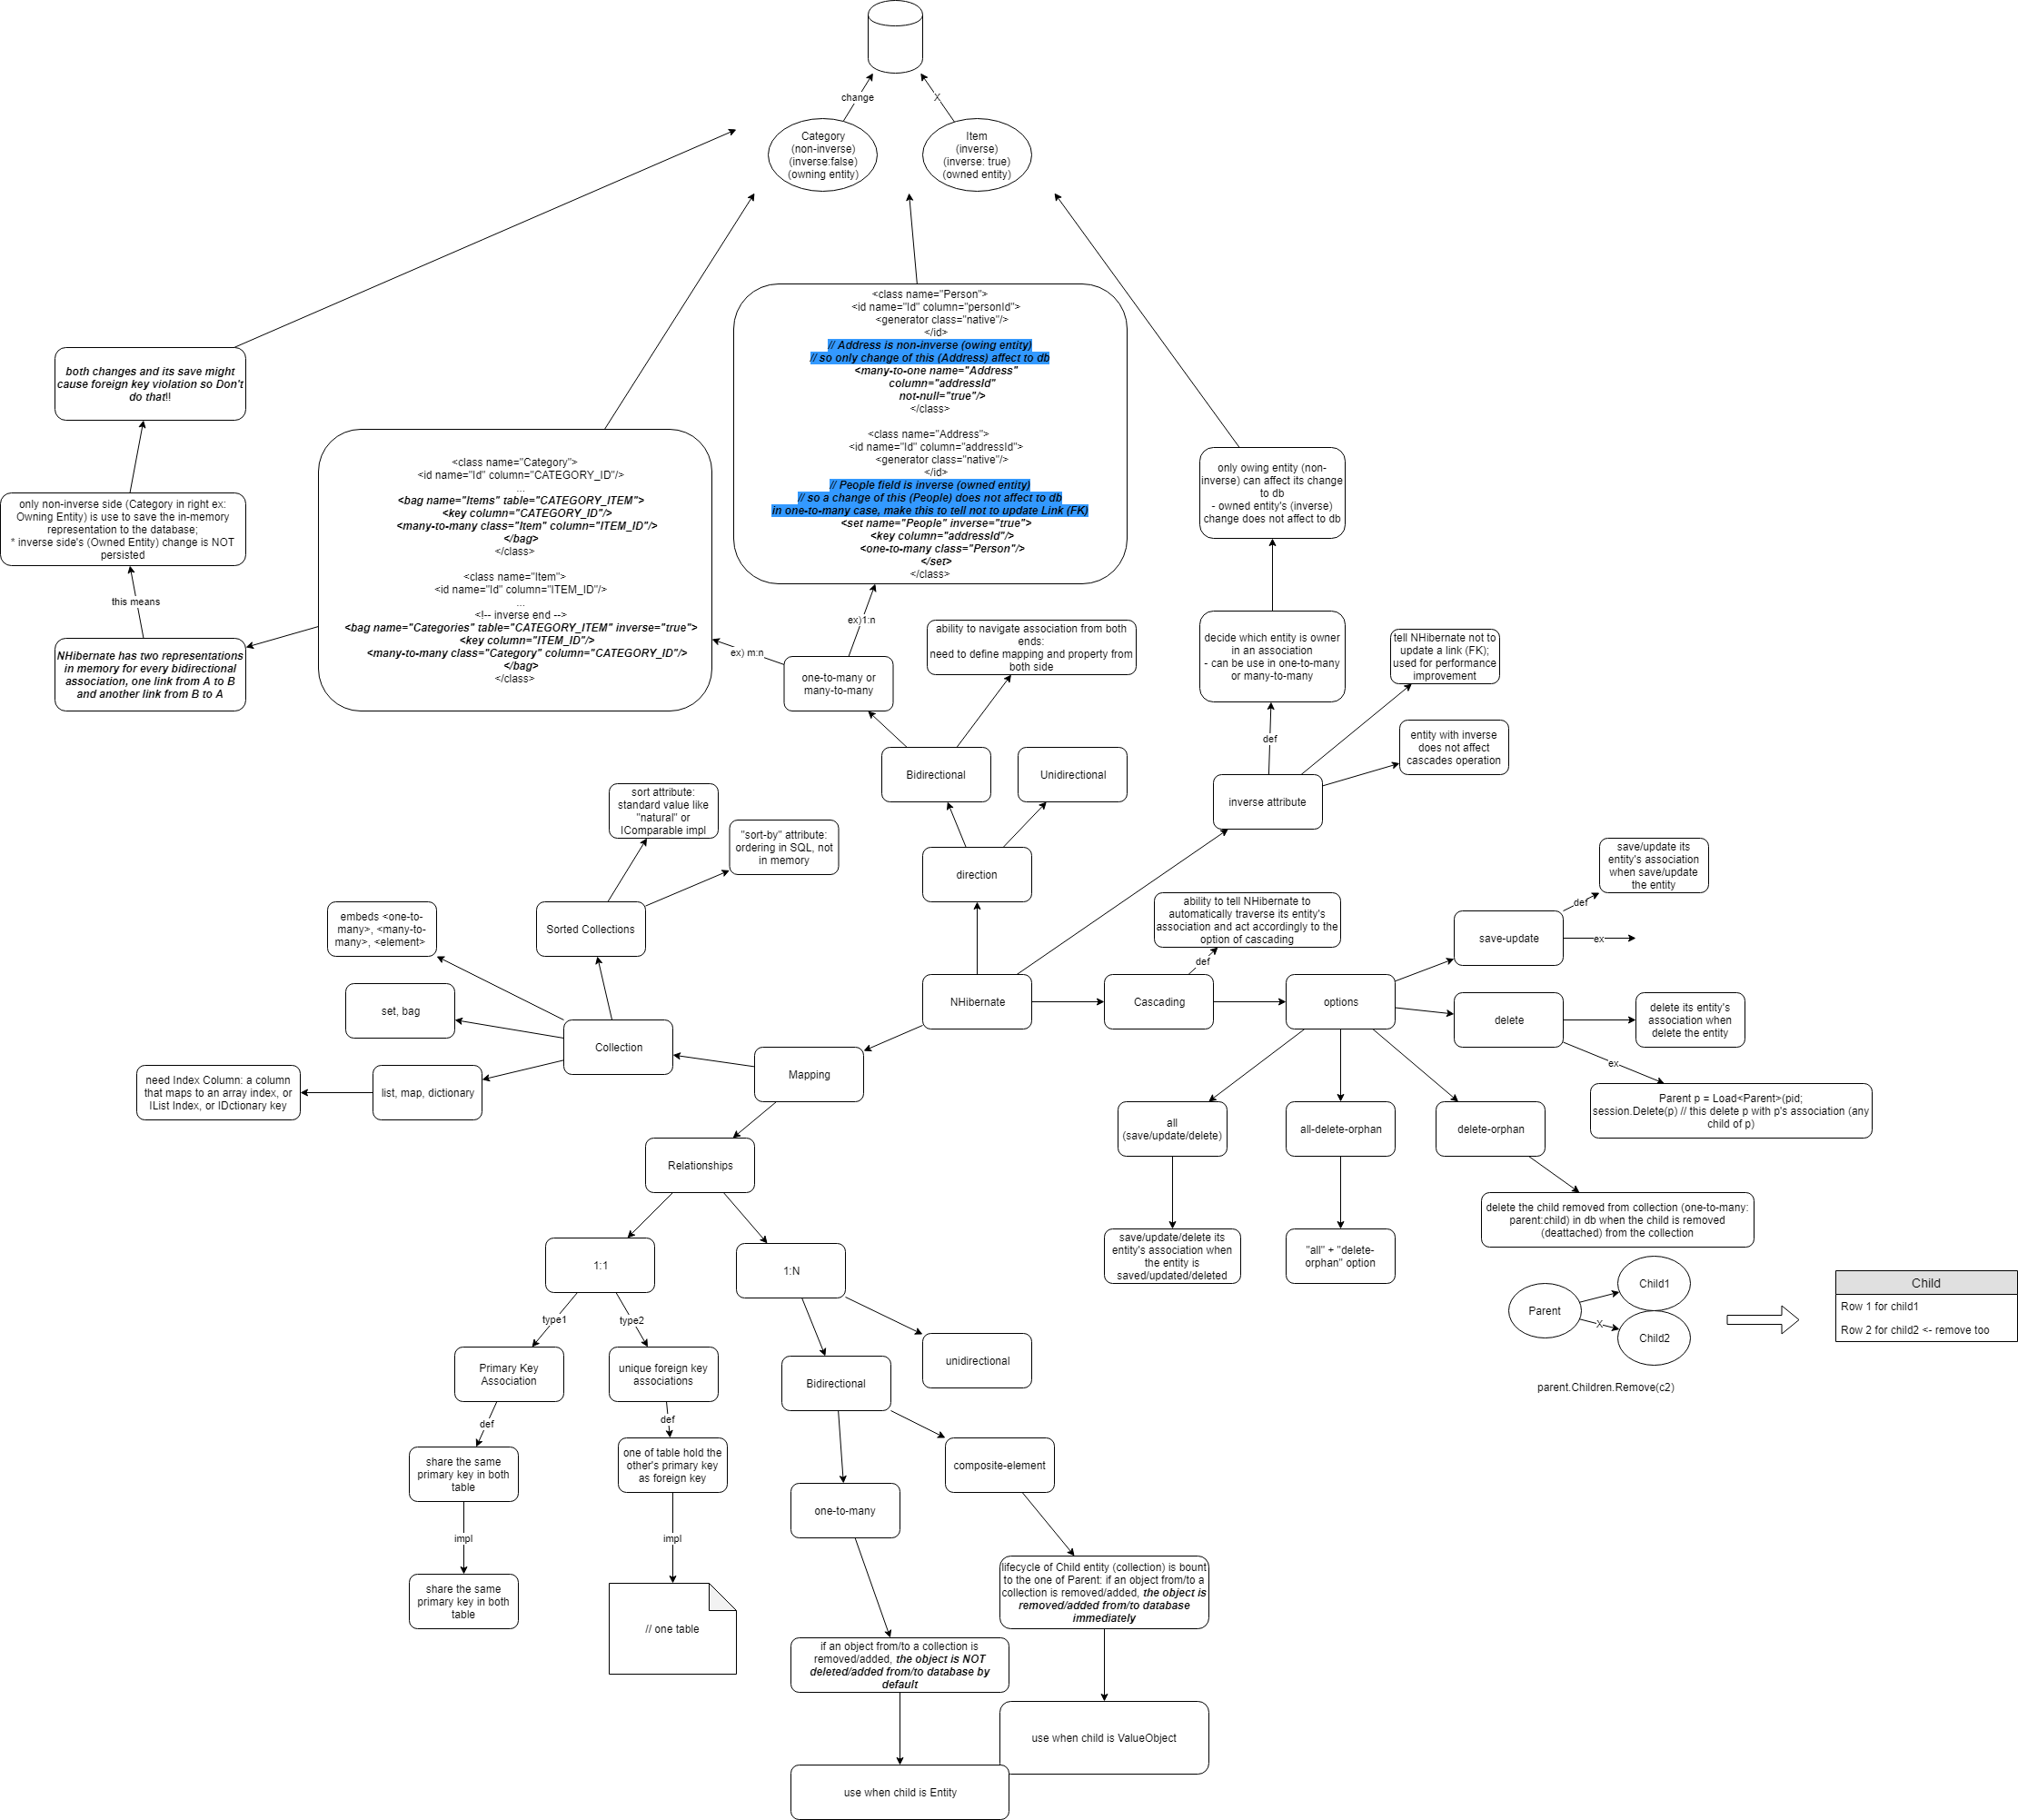 change
X
Category
(non-inverse)
(inverse:false)
(owning entity)
Item
(inverse)
(inverse: true)
(owned entity)
<class name="Person">
<id name="Id" column="personId">
<generator class="native"/>
</id>
// Address is non-inverse (owing entity)
// so only change of this (Address) affect to db
<many-to-one name="Address"
column="addressId"
not-null="true"/>
</class>
<class name="Address">
<id name="Id" column="addressId">
<generator class="native"/>
</id>
// People field is inverse (owned entity)
// so a change of this (People) does not affect to db
in one-to-many case, make this to tell not to update Link (FK)
<set name="People" inverse="true">
<key column="addressId"/>
<one-to-many class="Person"/>
</set>
</class>
both changes and its save might
cause foreign key violation so Don't
do that!!
<class name="Category">
<id name="Id" column="CATEGORY_ID"/>
...
<bag name="Items" table="CATEGORY_ITEM">
<key column="CATEGORY_ID"/>
<many-to-many class="Item" column="ITEM_ID"/>
</bag>
</class>
<class name="Item">
<id name="Id" column="ITEM_ID"/>
...
<!-- inverse end -->
<bag name="Categories" table="CATEGORY_ITEM" inverse="true">
<key column="ITEM_ID"/>
<many-to-many class="Category" column="CATEGORY_ID"/>
</bag>
</class>
only owing entity (non-
inverse) can affect its change
to db
- owned entity's (inverse)
change does not affect to db
only non-inverse side (Category in right ex:
Owning Entity) is use to save the in-memory
representation to the database;
* inverse side's (Owned Entity) change is NOT
persisted
this means
NHibernate has two representations
in memory for every bidirectional
association, one link from A to B
and another link from B to A
ex) m:n
ex)1:n
one-to-many or
many-to-many
ability to navigate association from both
ends:
need to define mapping and property from
both side
decide which entity is owner
in an association
- can be use in one-to-many
or many-to-many
tell NHibernate not to
update a link (FK);
used for performance
improvement
def
entity with inverse
does not affect
cascades operation
Bidirectional
Unidirectional
inverse attribute
sort attribute:
standard value like
"natural" or
IComparable impl
"sort-by" attribute:
ordering in SQL, not
in memory
direction
save/update its
entity's association
when save/update
the entity
def
embeds <one-to-
many>, <many-to-
many>, <element>
Sorted Collections
ability to tell NHibernate to
automatically traverse its entity's
association and act accordingly to the
option of cascading
def
save-update
ex
set, bag
NHibernate
Cascading
options
delete
delete its entity's
association when
delete the entity
Collection
Mapping
ex
need Index Column: a column
that maps to an array index, or
IList Index, or IDctionary key
list, map, dictionary
Parent p = Load<Parent>(pid;
session.Delete(p) // this delete p with p's association (any
child of p)
all
(save/update/delete)
all-delete-orphan
delete-orphan
Relationships
save/update/delete its
entity's association when
the entity is
saved/updated/deleted
"all" + "delete-
orphan" option
delete the child removed from collection (one-to-many:
parent:child) in db when the child is removed
(deattached) from the collection
1:1
1:N
Parent
Child1
X
Child2
Child
Row 1 for child1
Row 2 for child2 <- remove too
parent.Children.Remove(c2)
type1
type2
Primary Key
Association
unique foreign key
associations
Bidirectional
unidirectional
def
def
share the same
primary key in both
table
one of table hold the
other's primary key
as foreign key
composite-element
one-to-many
impl
impl
share the same
primary key in both
table
// one table
lifecycle of Child entity (collection) is bount
to the one of Parent: if an object from/to a
collection is removed/added, the object is
removed/added from/to database
immediately
if an object from/to a collection is
removed/added, the object is NOT
deleted/added from/to database by
default
use when child is ValueObject
use when child is Entity